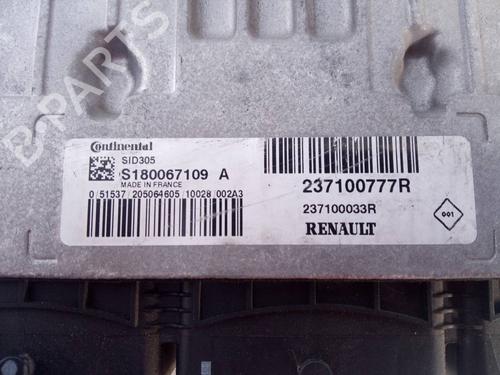 B-PARTS
Continental
SID305
S180067109 A
MADE IN FRANCE
0/51537/205064605/10028/002A3
237100777R
237100033R
RENAULT
001